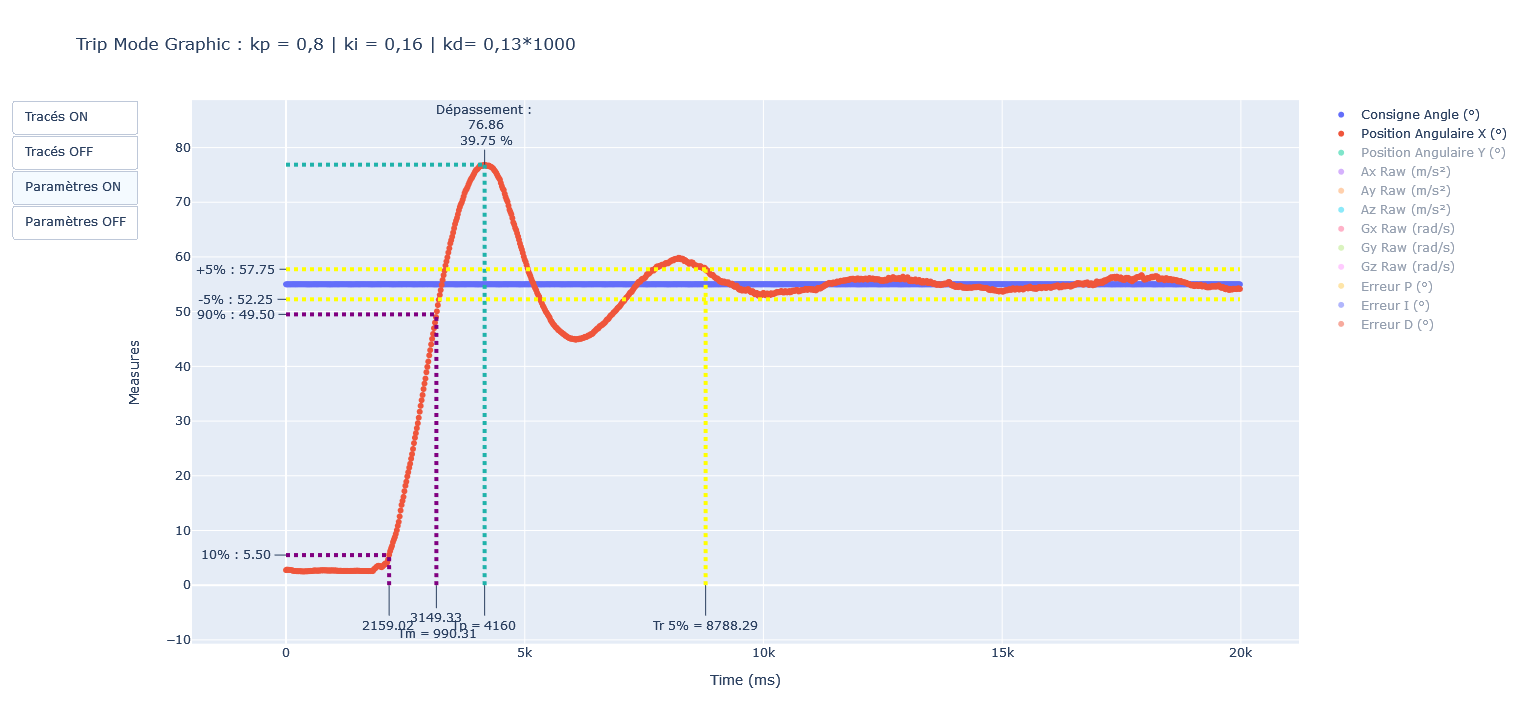 Trip Mode Graphic : kp = 0,8 | ki = 0,16 | kd= 0,13*1000
Tracés ON
Tracés OFF
Paramètres ON
Paramètres OFF
Dépassement :
76.86
39.75 %
80
70
60
+5% : 57.75
-5% : 52.25
50
90% : 49.50
40
30
20
10
10% : 5.50
0
−10
Measures
3149.33
2159.02
Tm = 990.31
Tp = 4160
Tr 5% = 8788.29
0
5k
10k
15k
20k
Time (ms)
Consigne Angle (°)
Position Angulaire X (°)
Position Angulaire Y (°)
Ax Raw (m/s²)
Ay Raw (m/s²)
Az Raw (m/s²)
Gx Raw (rad/s)
Gy Raw (rad/s)
Gz Raw (rad/s)
Erreur P (°)
Erreur I (°)
Erreur D (°)